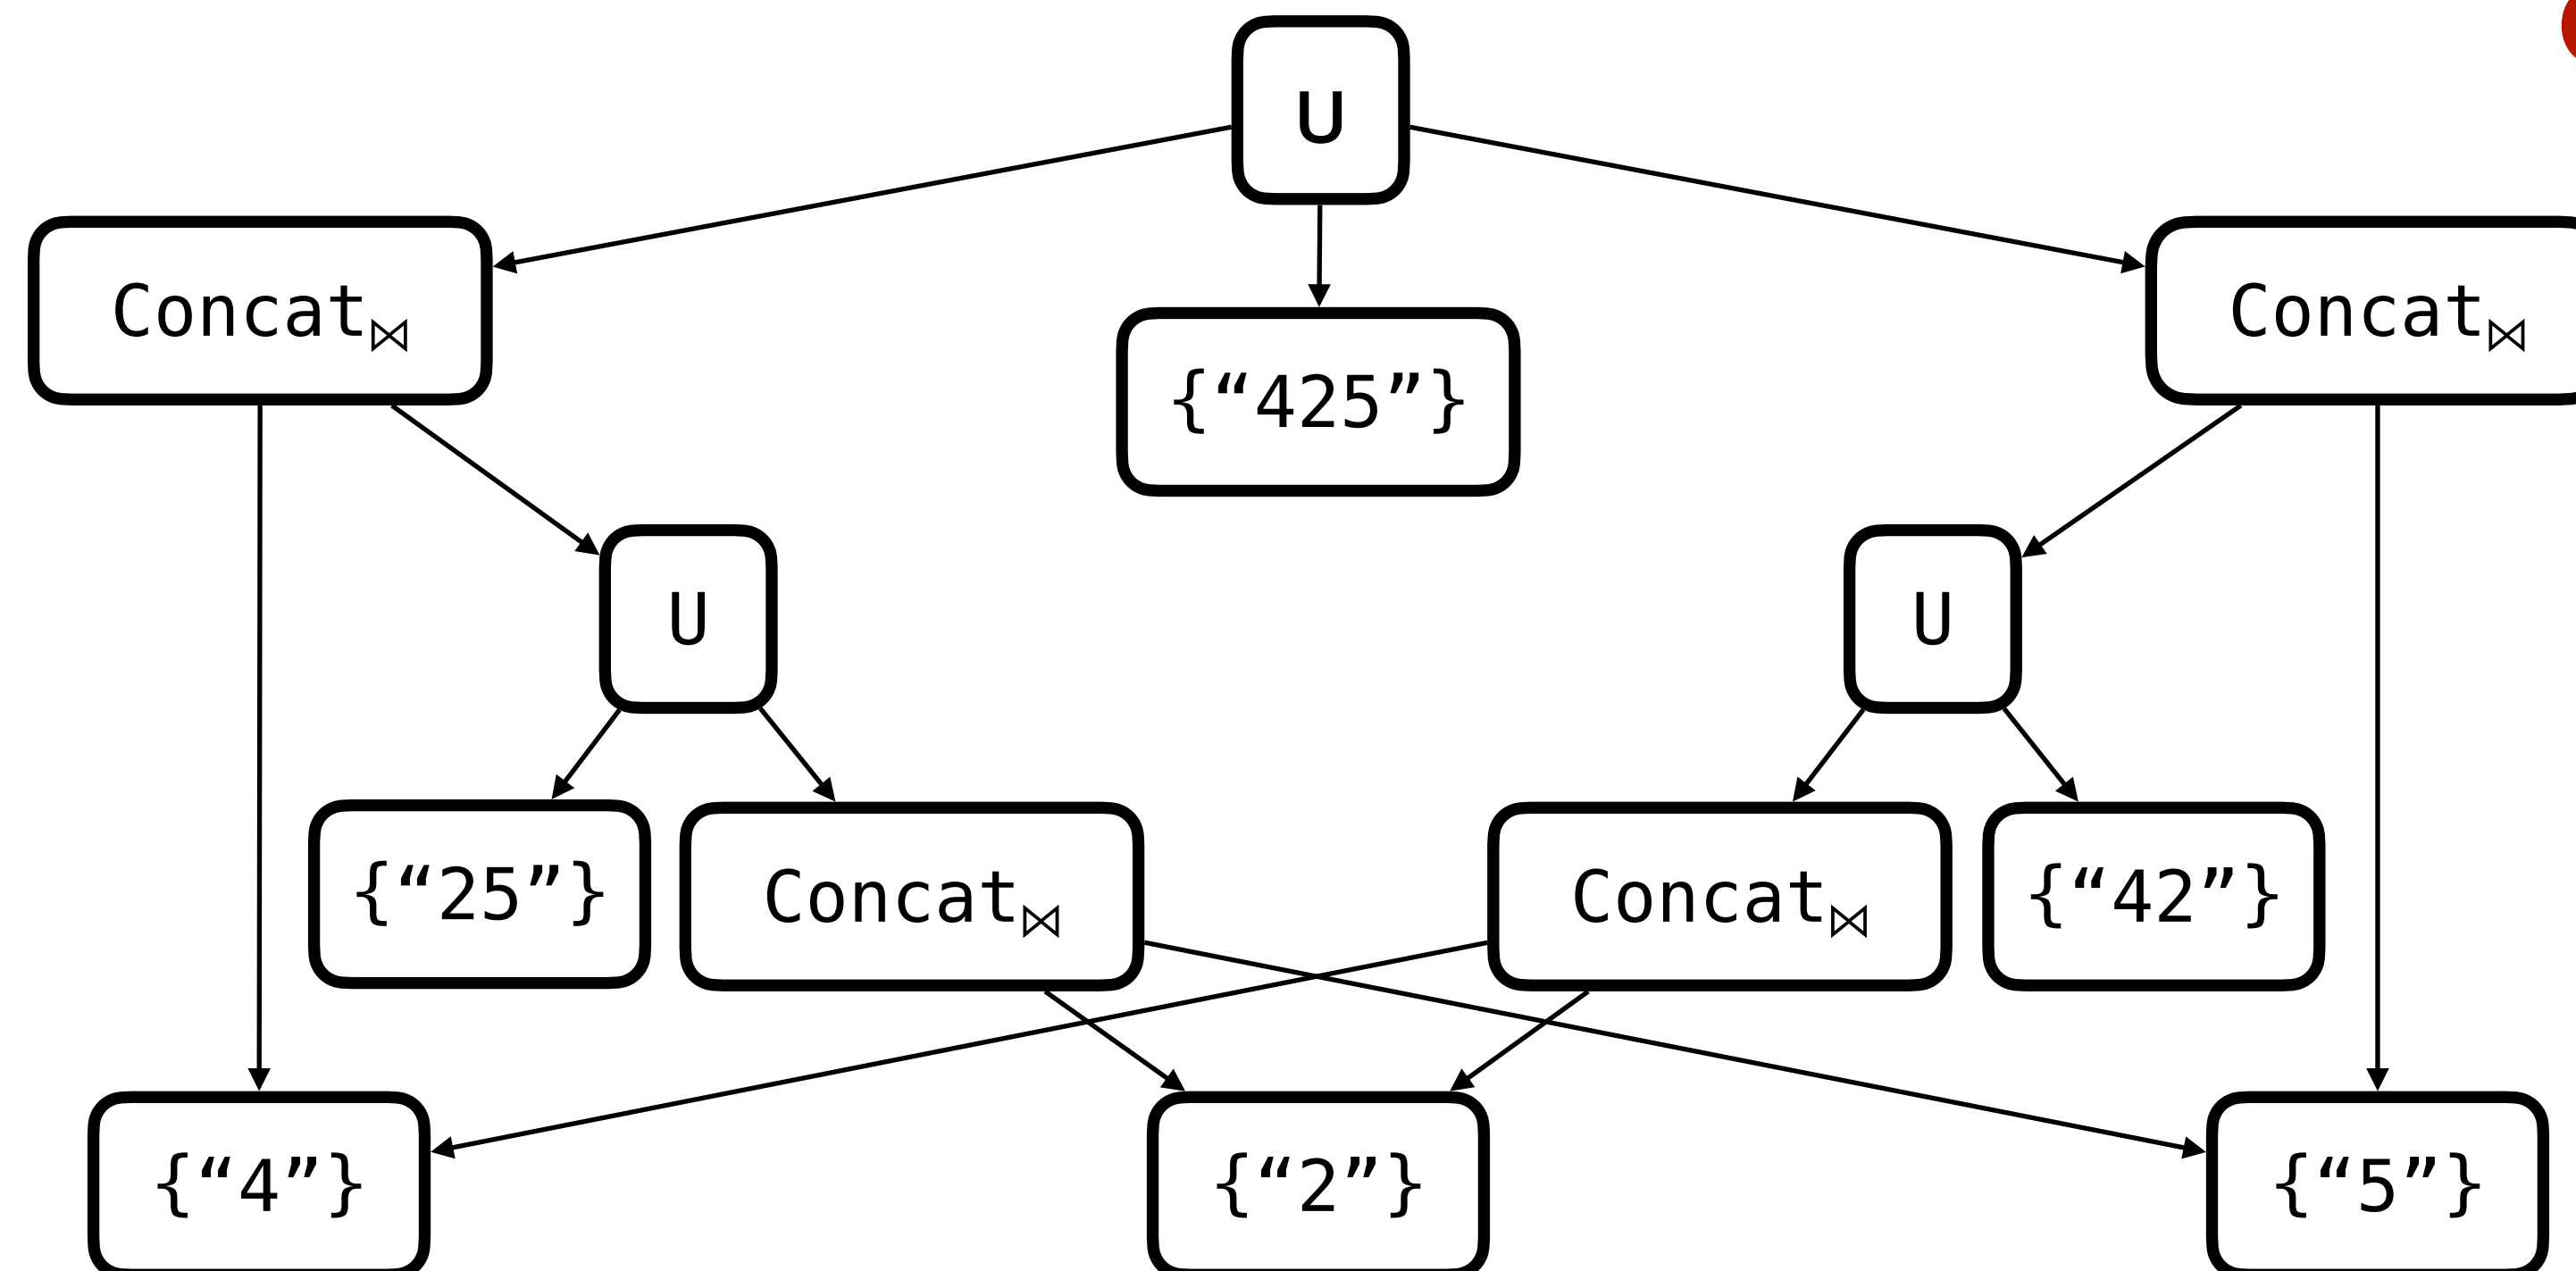 U
Concat⋈
Concat⋈
{“425”}
U
U
{“25”}
Concat⋈
Concat⋈
{“42”}
{“4”}
{“2”}
{“5”}